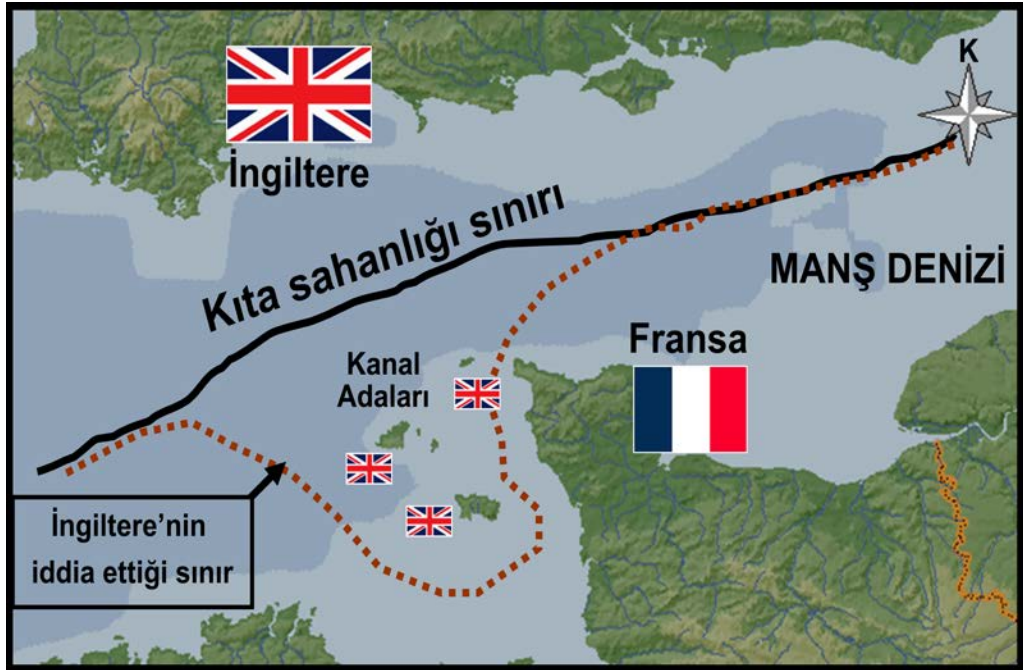 K
İngiltere
Kıta sahanlığı sınırı
MANŞ DENİZİ
Fransa
Kanal
Adaları
İngiltere’nin
iddia ettiği sınır